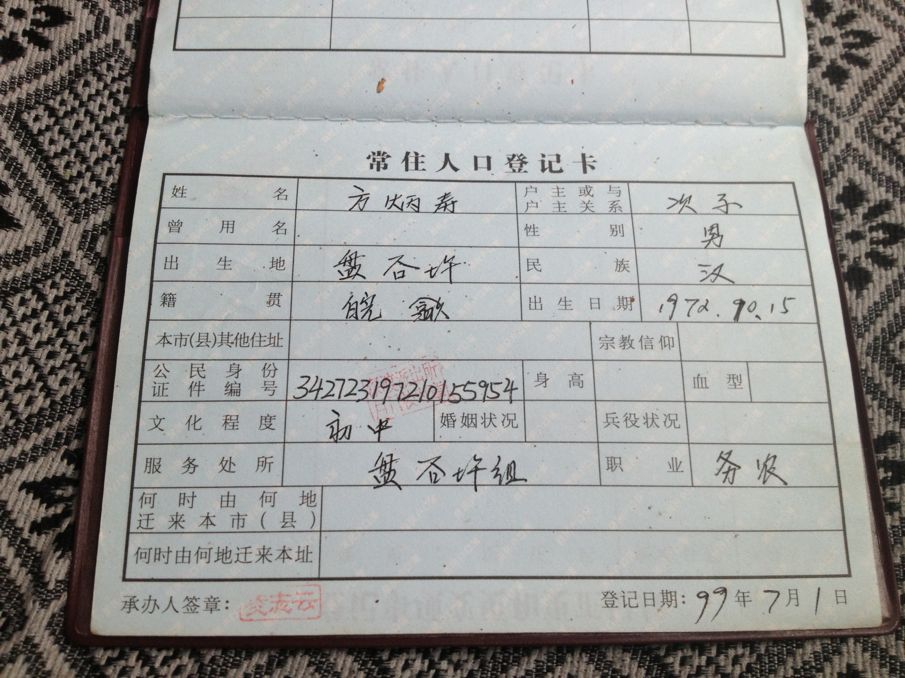 常住人口登记卡
姓名 方炳寿 户主或与户主关系 次子
曾用名 性别 男
出生地 盘谷圩 民族 汉
籍贯 皖歙 出生日期 1972.10.15
本市(县)其他住址 宗教信仰
公民身份证件编号 342723197210155954 身高 血型
文化程度 初中 婚姻状况 兵役状况
服务处所 盘谷圩组 职业 务农
何时由何地迁来本市(县)
何时由何地迁来本址
承办人签章: 登记日期: 99年7月1日